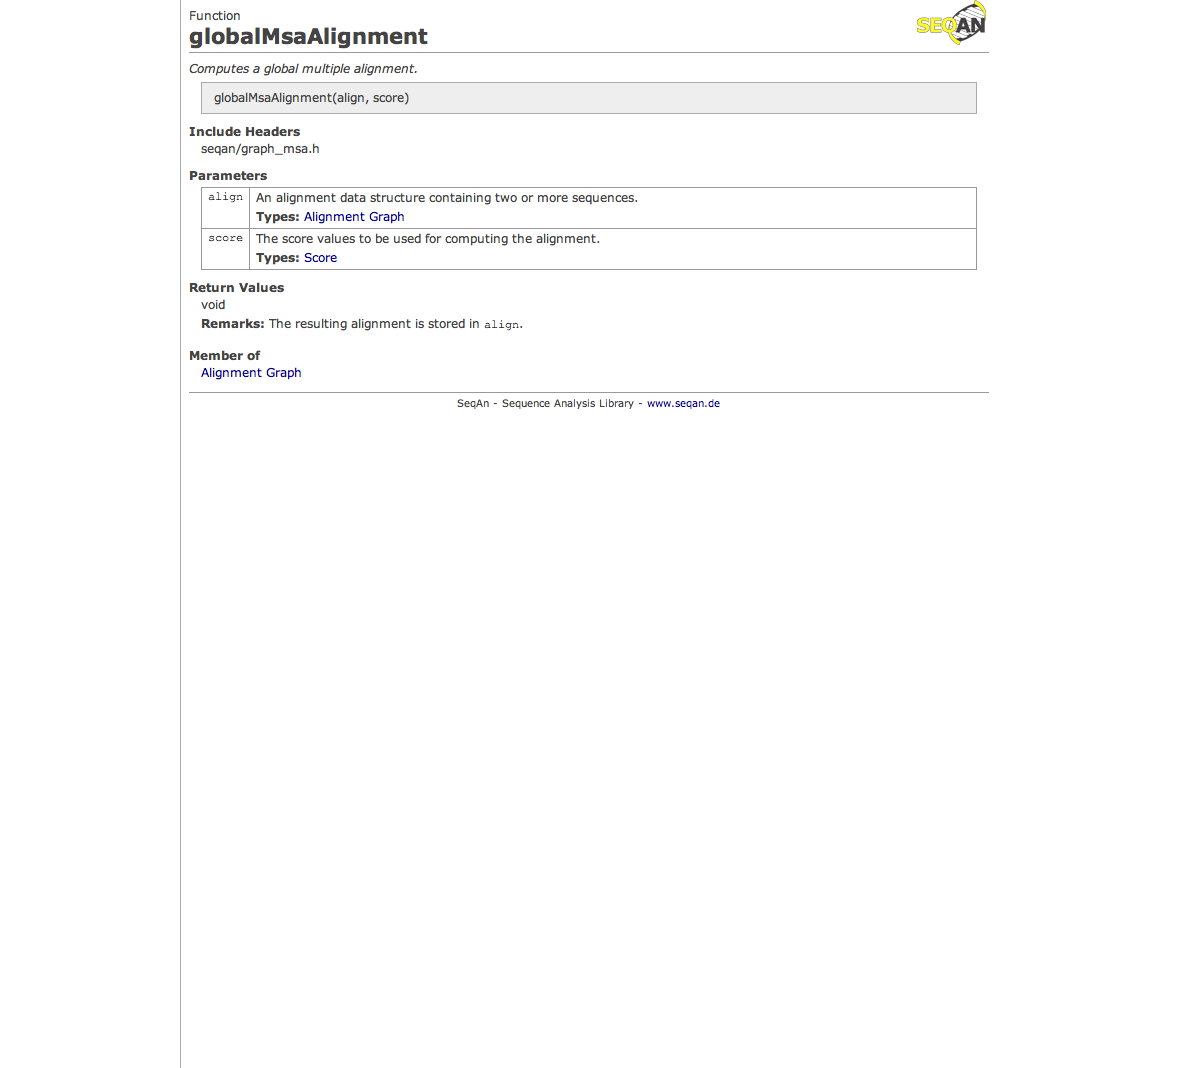 Function
SEQAN
globalMsaAlignment
Computes a global multiple alignment.
globalMsaAlignment(align, score)
Include Headers
seqan/graph_msa.h
Parameters
align An alignment data structure containing two or more sequences.
Types: Alignment Graph
score The score values to be used for computing the alignment.
Types: Score
Return Values
void
Remarks: The resulting alignment is stored in align.
Member of
Alignment Graph
SeqAn - Sequence Analysis Library - www.seqan.de